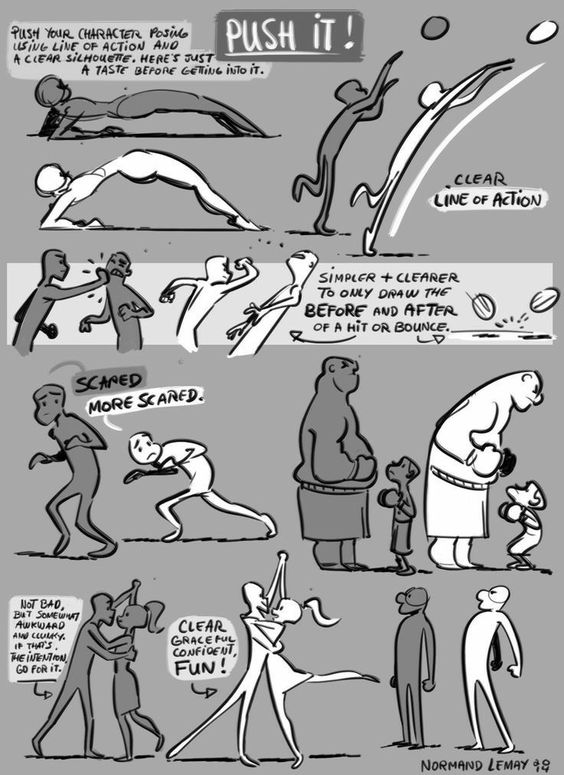 PUSH IT!
PUSH YOUR CHARACTER POSING
USING LINE OF ACTION AND
A CLEAR SILHOUETTE. HERE'S JUST
A TASTE BEFORE GETTING INTO IT.
CLEAR
LINE OF ACTION
SIMPLER + CLEARER
TO ONLY DRAW THE
BEFORE AND AFTER
OF A HIT OR BOUNCE.
SCARED
MORE SCARED.
NOT BAD,
BUT SOMEWHAT
AWKWARD
AND CLUNKY.
IF THAT'S
THE INTENTION,
GO FOR IT.
CLEAR
GRACEFUL
CONFIDENT,
FUN!
NORMAND LEMAY 2014